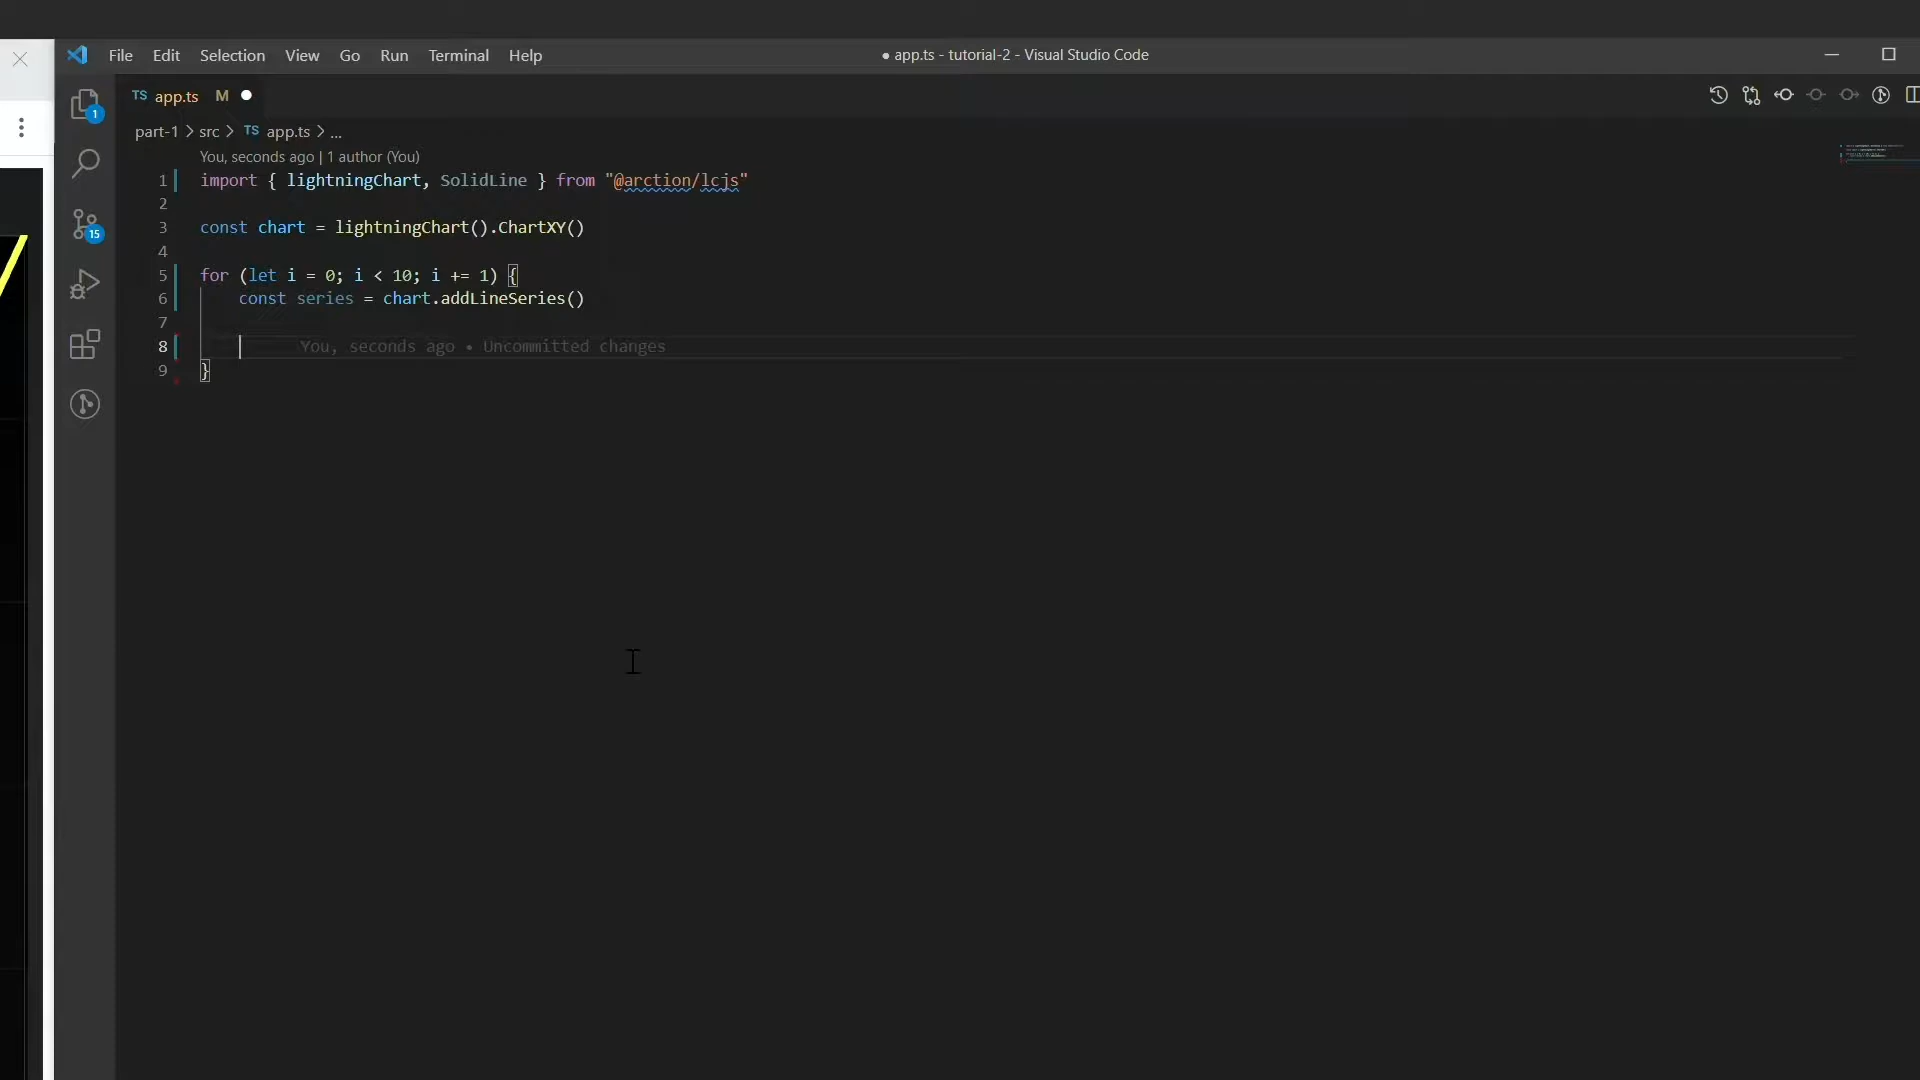 File Edit Selection View Go Run Terminal Help
● app.ts - tutorial-2 - Visual Studio Code
TS app.ts M
part-1 > src > TS app.ts > ...
You, seconds ago | 1 author (You)
1 import { lightningChart, SolidLine } from "@arction/lcjs"
2
3 const chart = lightningChart().ChartXY()
4
5 for (let i = 0; i < 10; i += 1) {
6 const series = chart.addLineSeries()
7
8 You, seconds ago • Uncommitted changes
9 }
1
15